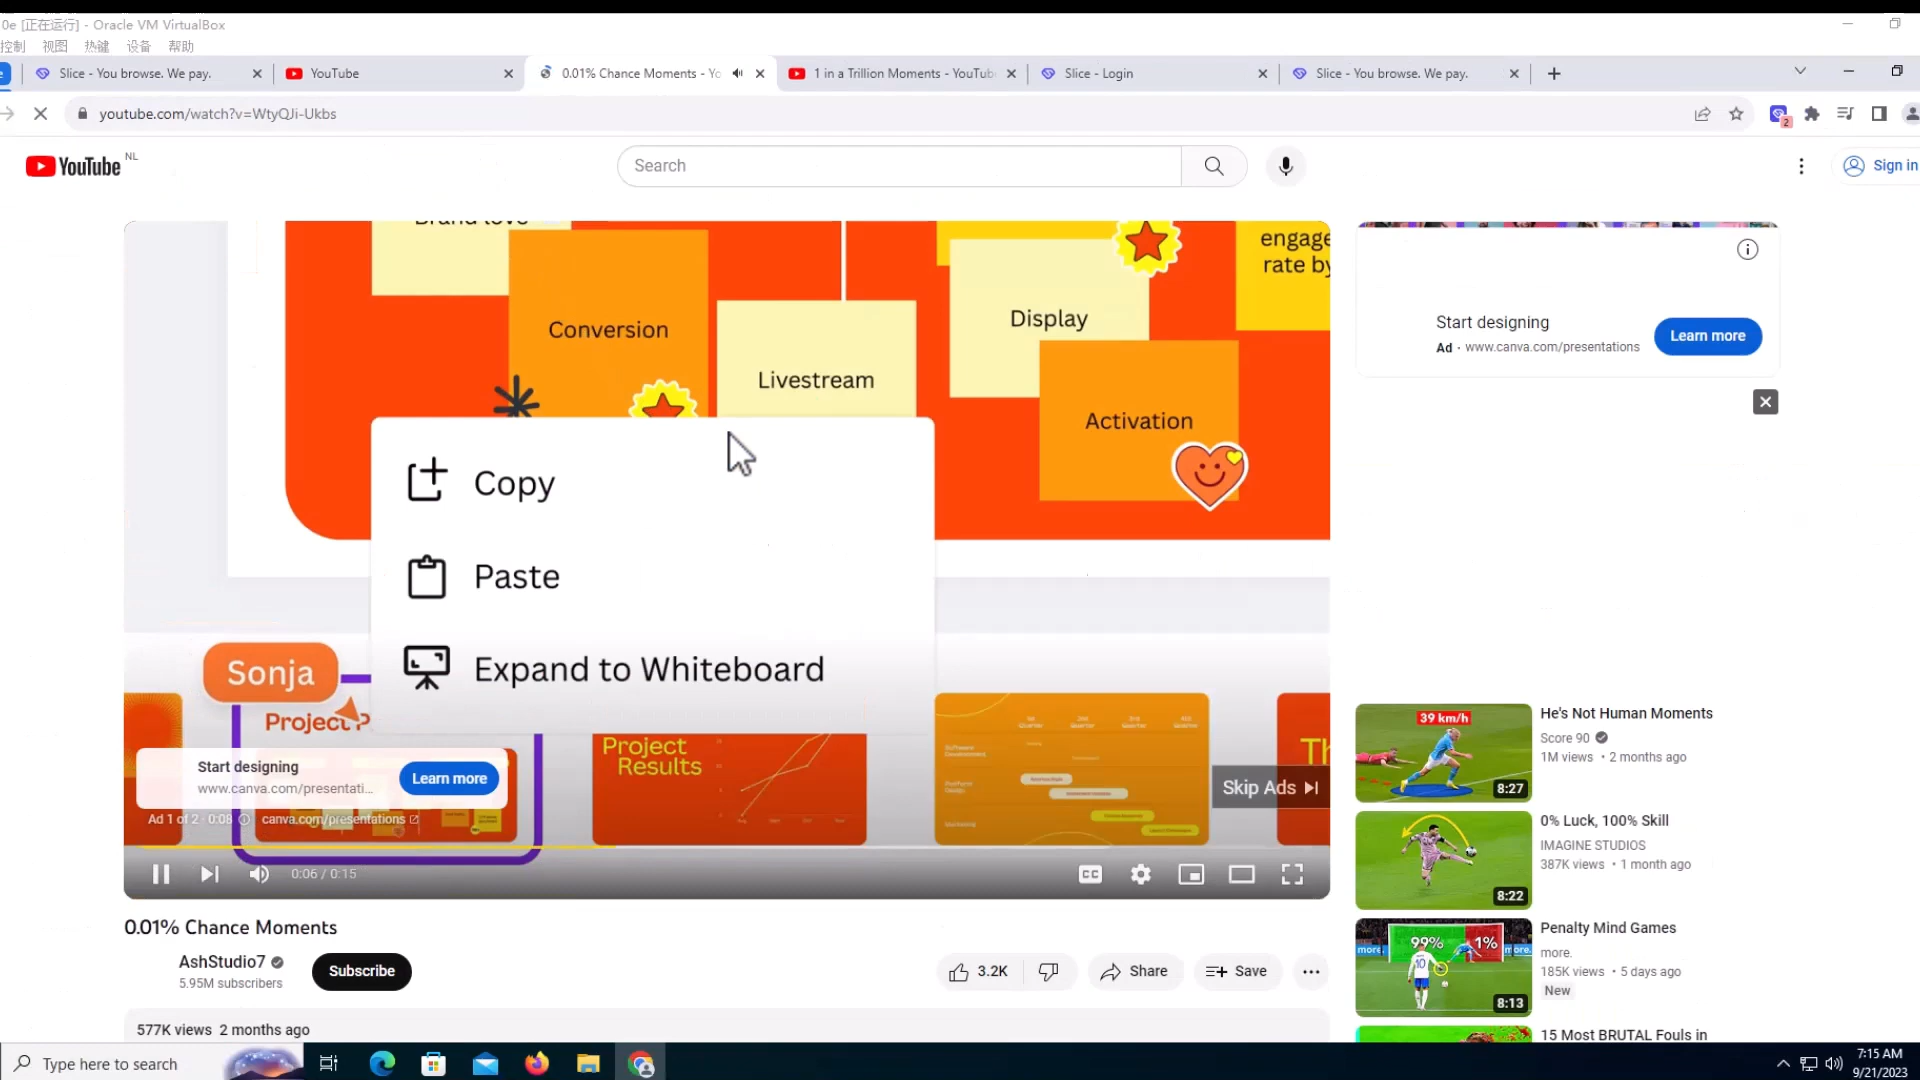 0e [正在运行] - Oracle VM VirtualBox
控制 视图 热键 设备 帮助
Slice - You browse. We pay.
YouTube
0.01% Chance Moments - Yo
1 in a Trillion Moments - YouTub
Slice - Login
Slice - You browse. We pay.
youtube.com/watch?v=WtyQJi-Ukbs
2
YouTube NL
Search
Sign in
Brand love
Conversion
Livestream
Display
Activation
engage
rate by
Copy
Paste
Expand to Whiteboard
Sonja
Project P
Project
Results
Start designing
www.canva.com/presentati...
Learn more
Skip Ads
Ad 1 of 2 · 0:08
canva.com/presentations
0:06 / 0:15
CC
0.01% Chance Moments
AshStudio7
5.95M subscribers
Subscribe
3.2K
Share
Save
577K views 2 months ago
Start designing
Ad · www.canva.com/presentations
Learn more
39 km/h
8:27
He's Not Human Moments
Score 90
1M views • 2 months ago
8:22
0% Luck, 100% Skill
IMAGINE STUDIOS
387K views • 1 month ago
99% 1%
10
8:13
Penalty Mind Games
more.
185K views • 5 days ago
New
15 Most BRUTAL Fouls in
Type here to search
7:15 AM
9/21/2023